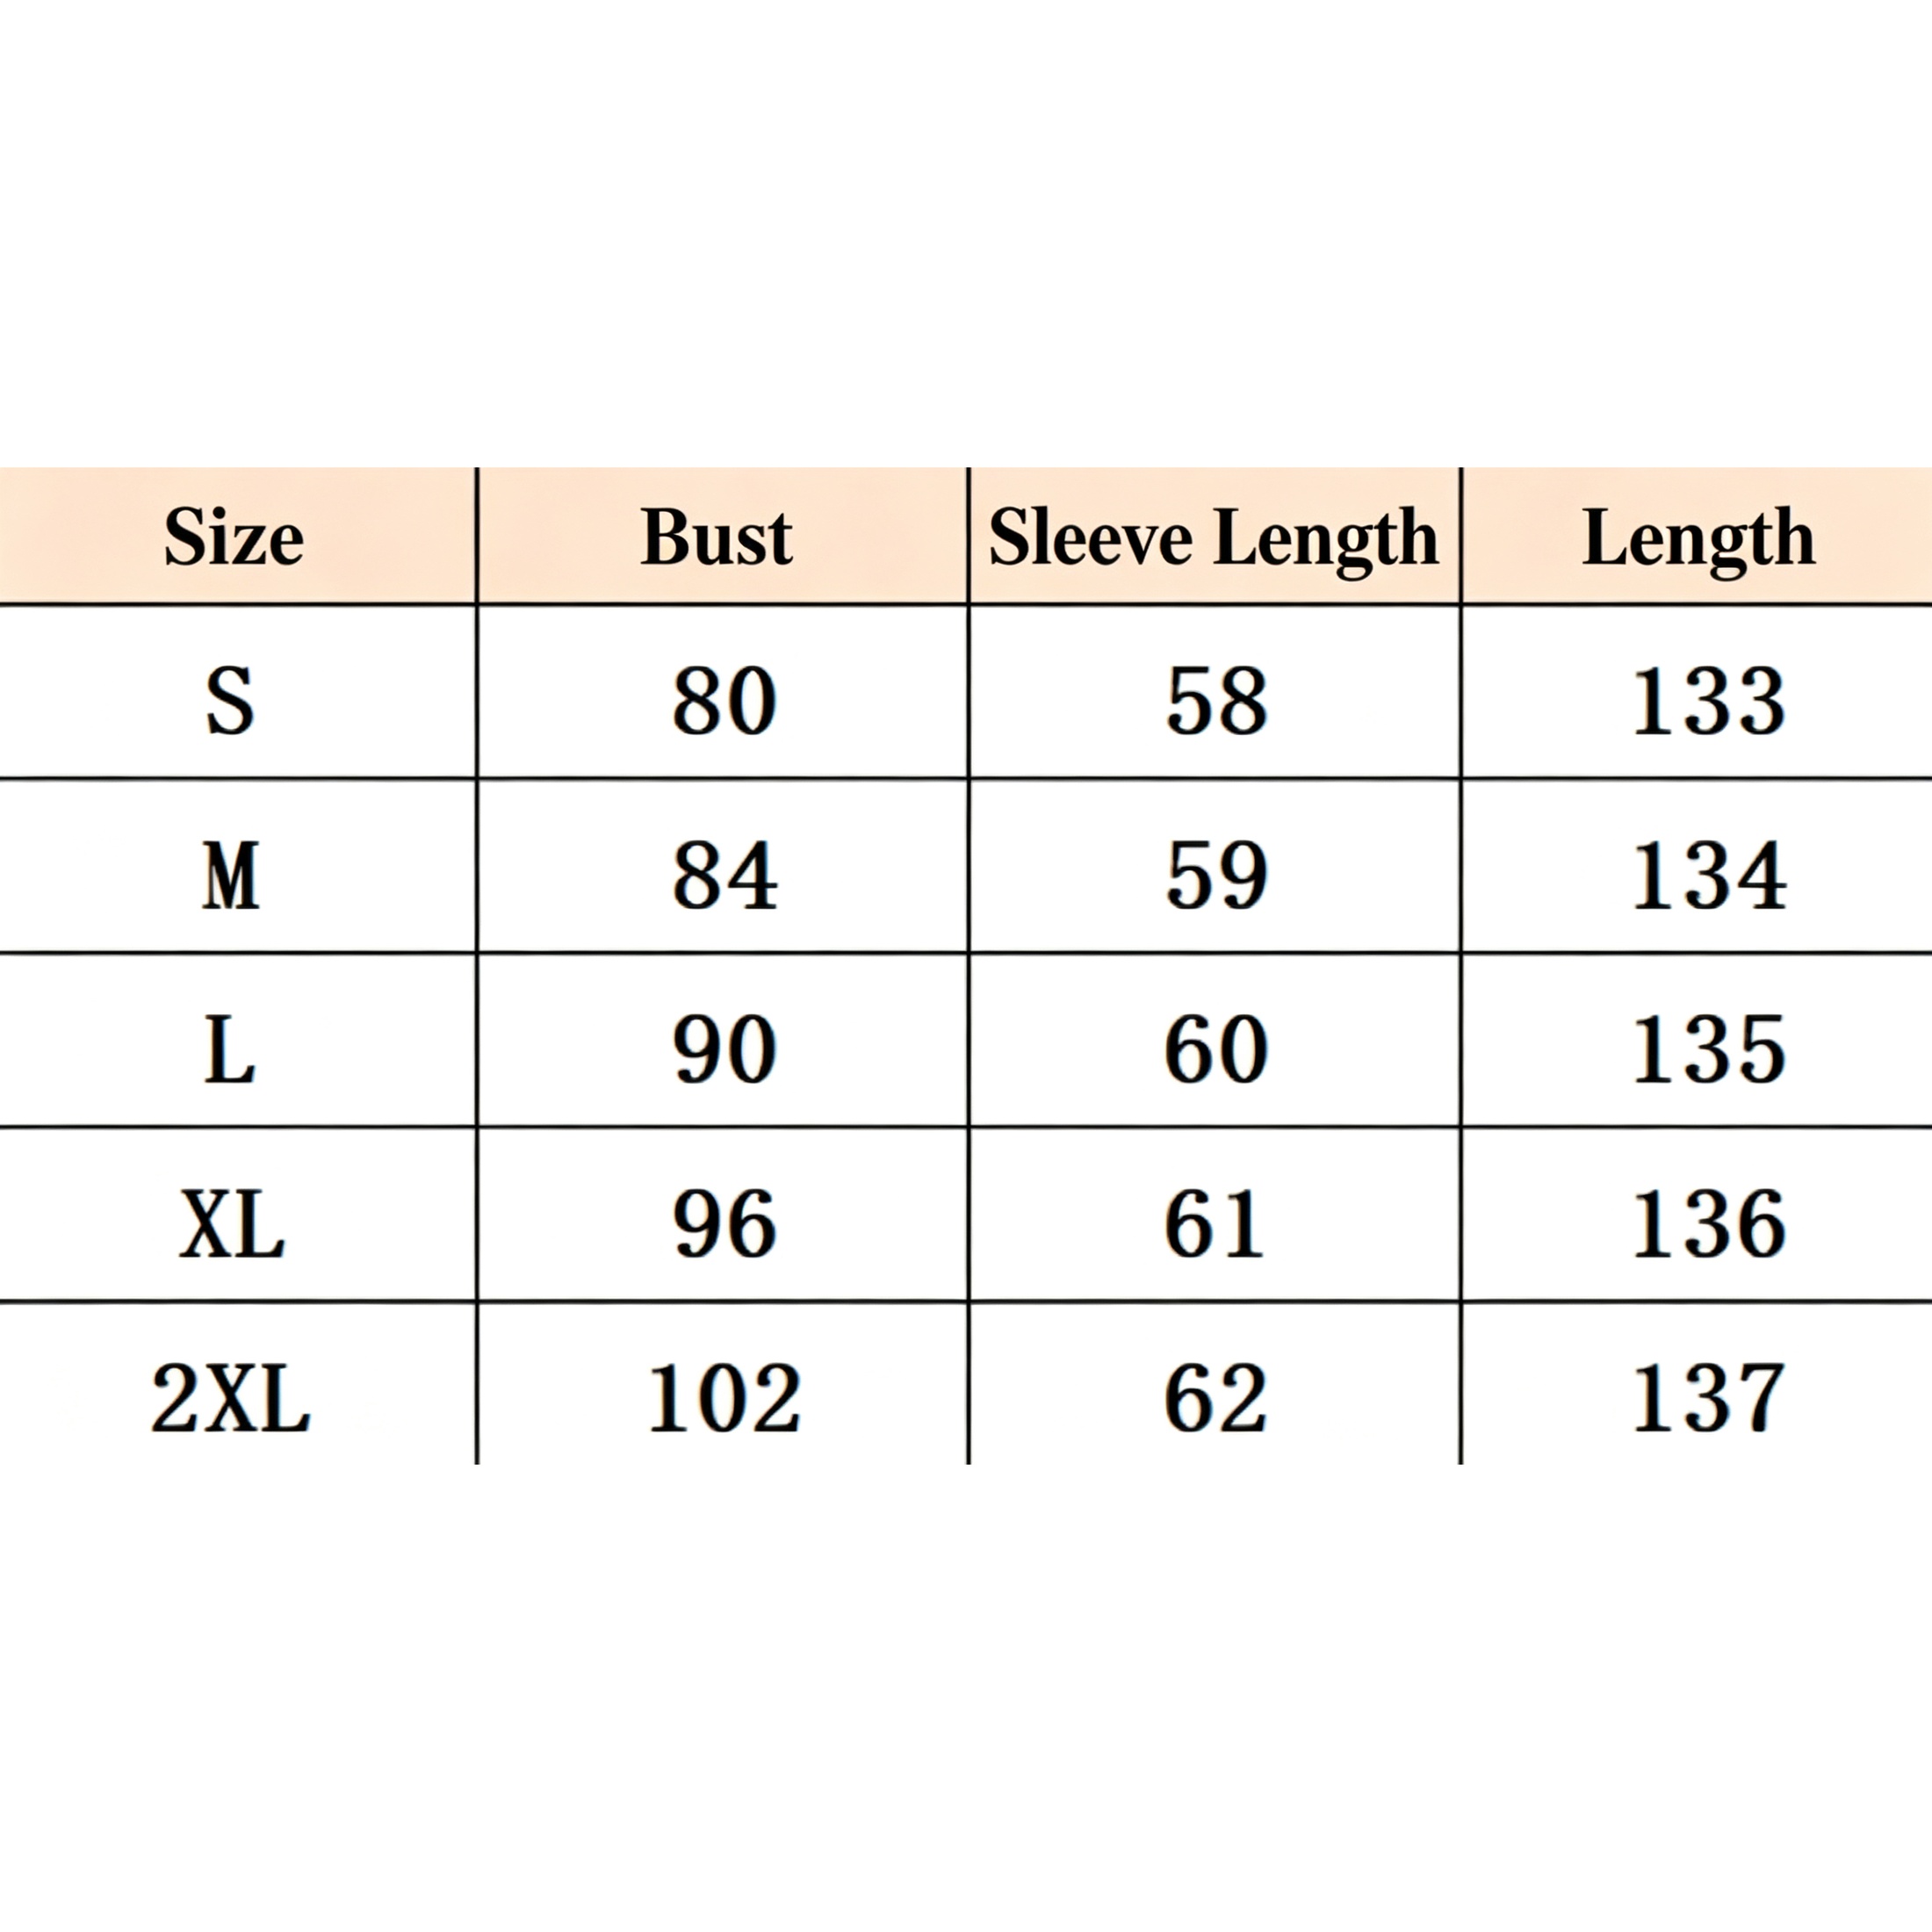 Size Bust Sleeve Length Length
S 80 58 133
M 84 59 134
L 90 60 135
XL 96 61 136
2XL 102 62 137